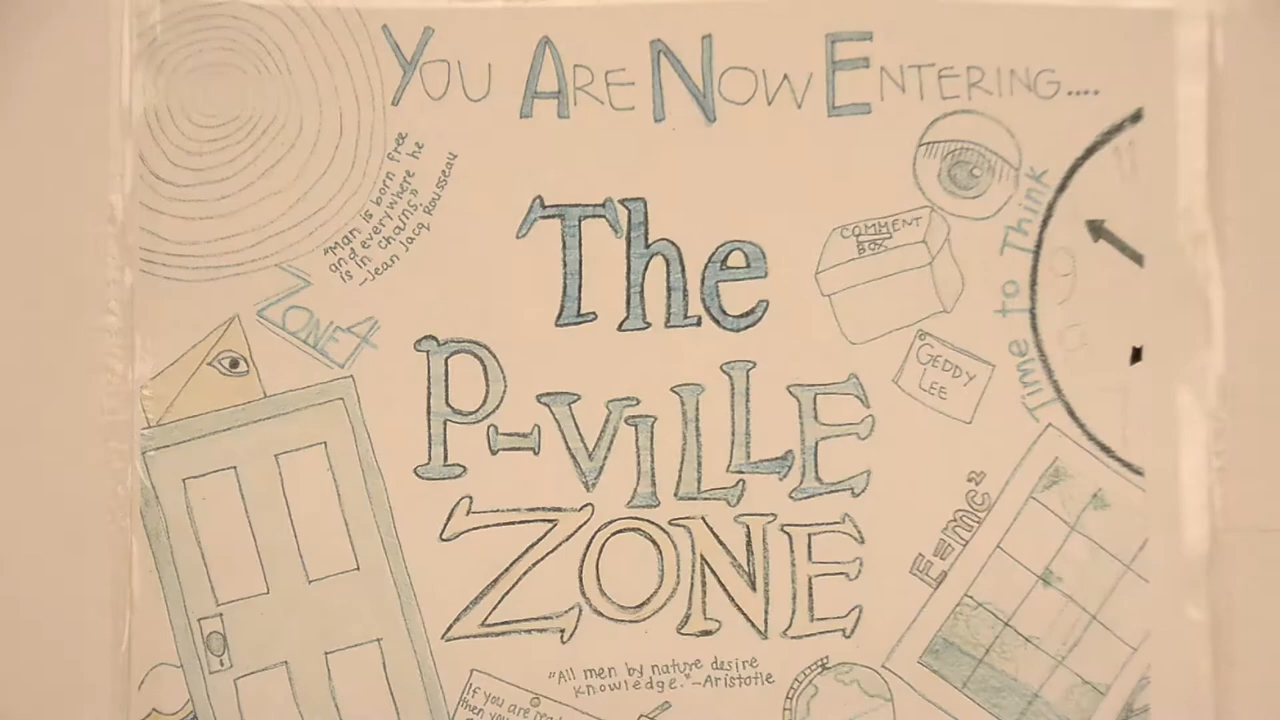 YOU ARE NOW ENTERING....
"Man is born free
and everywhere he
is in chains."
-Jean Jacq Rousseau
ZONE 4
The
P-VILLE
ZONE
COMMENT
BOX
GEDDY
LEE
Time to Think
E=mc²
"All men by nature desire
knowledge."-Aristotle
If you are
then you